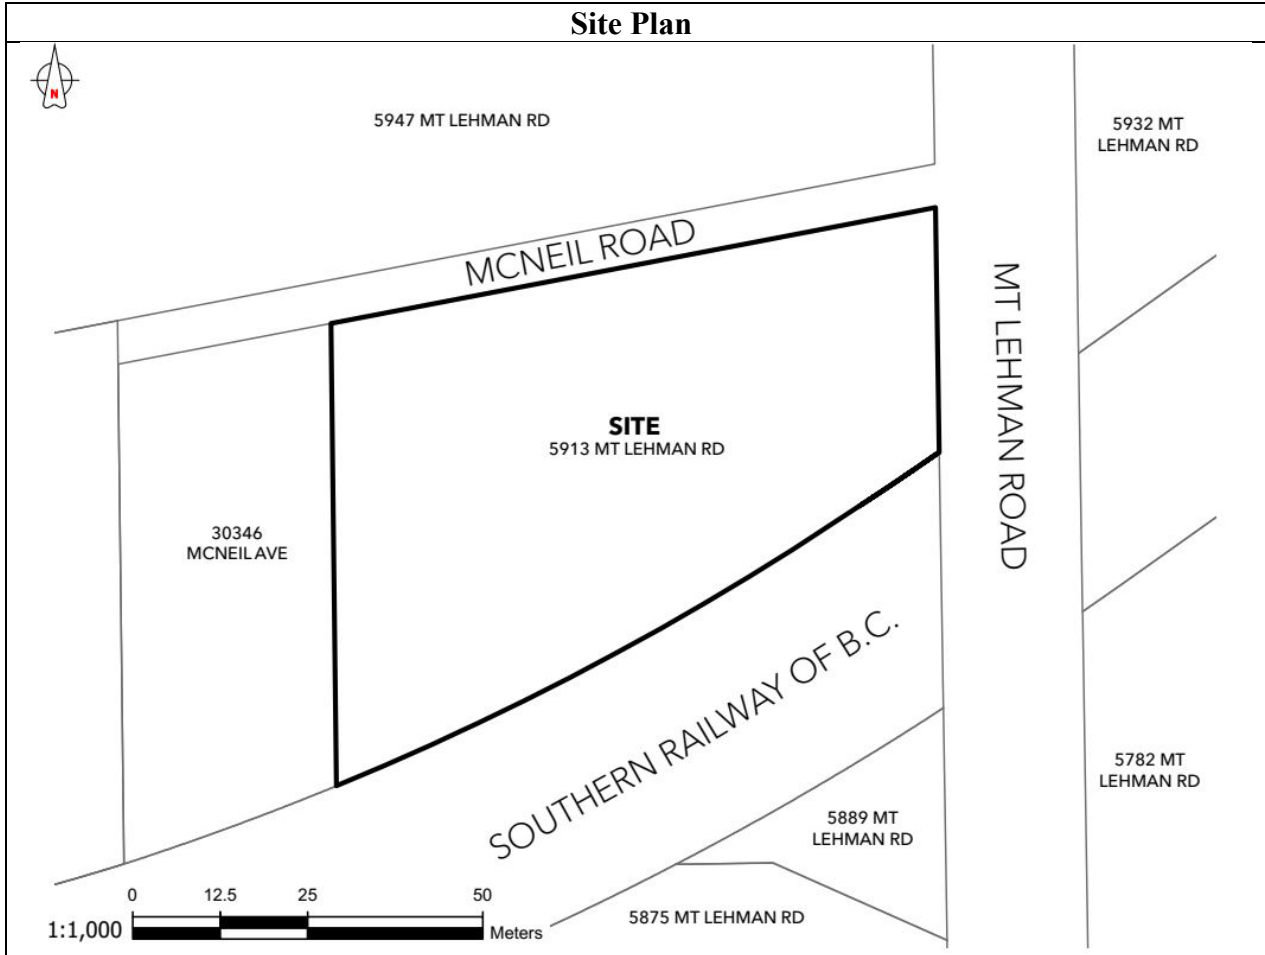 Site Plan
N
5947 MT LEHMAN RD
5932 MT
LEHMAN RD
MCNEIL ROAD
MT LEHMAN ROAD
SITE
5913 MT LEHMAN RD
30346
MCNEIL AVE
SOUTHERN RAILWAY OF B.C.
5782 MT
LEHMAN RD
5889 MT
LEHMAN RD
5875 MT LEHMAN RD
0 12.5 25 50
1:1,000 Meters